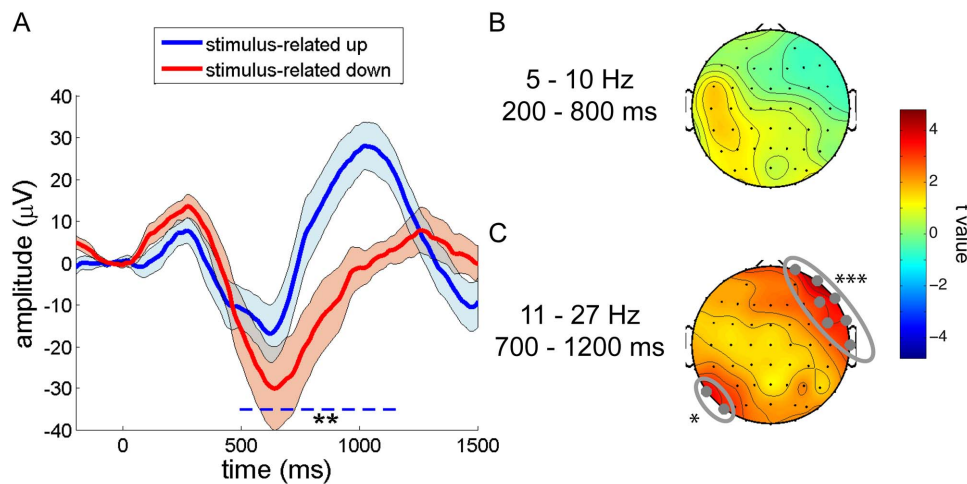 A
stimulus-related up
stimulus-related down
40
30
20
10
0
-10
-20
-30
-40
amplitude (μV)
**
0
500
1000
1500
time (ms)
B
5 - 10 Hz
200 - 800 ms
C
11 - 27 Hz
700 - 1200 ms
***
*
4
2
0
−2
−4
t value